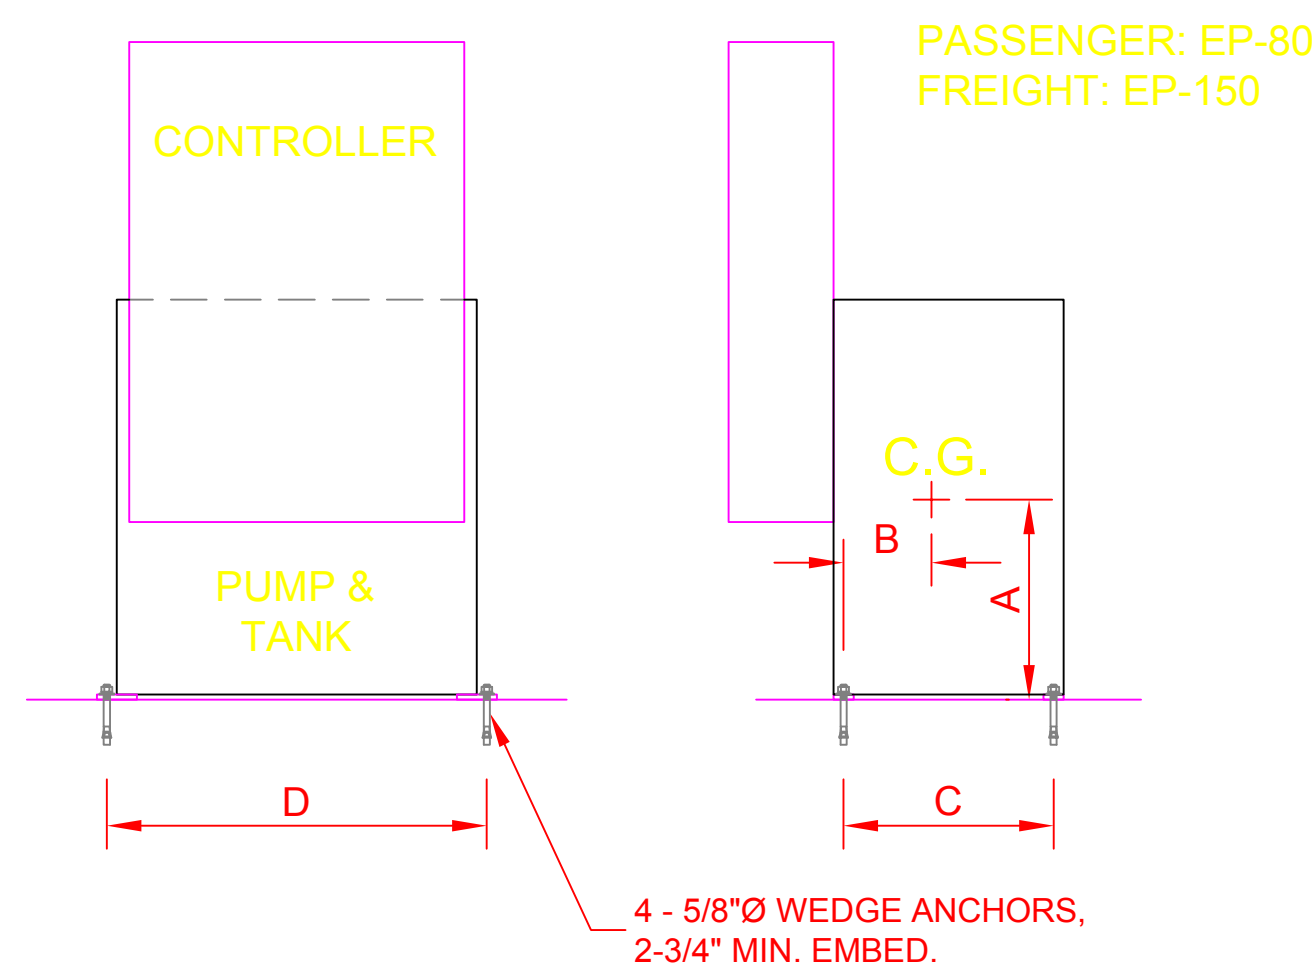 PASSENGER: EP-80
FREIGHT: EP-150
CONTROLLER
C.G.
B
A
PUMP &
TANK
D
C
4 - 5/8"Ø WEDGE ANCHORS,
2-3/4" MIN. EMBED.